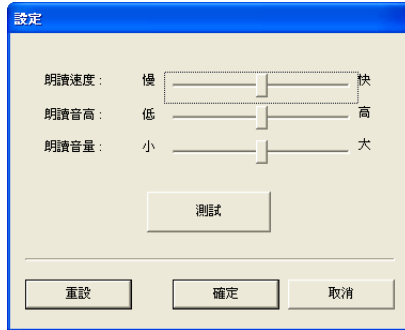 設定
朗讀速度： 慢 快
朗讀音高： 低 高
朗讀音量： 小 大
測試
重設 確定 取消